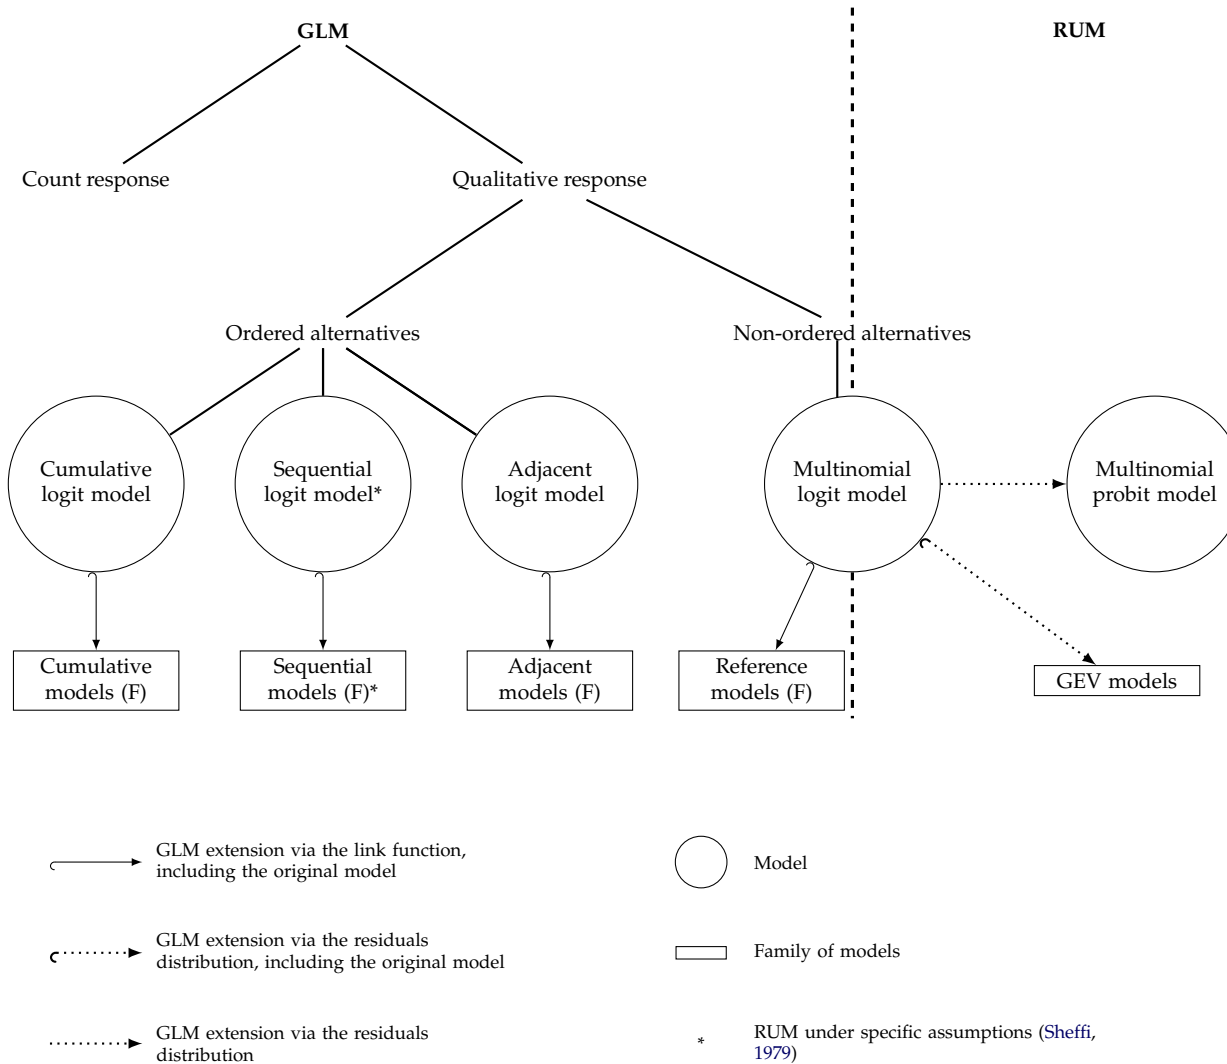 GLM
RUM
Count response
Qualitative response
Ordered alternatives
Non-ordered alternatives
Cumulative
logit model
Sequential
logit model*
Adjacent
logit model
Multinomial
logit model
Multinomial
probit model
Cumulative
models (F)
Sequential
models (F)*
Adjacent
models (F)
Reference
models (F)
GEV models
GLM extension via the link function,
including the original model
Model
GLM extension via the residuals
distribution, including the original model
Family of models
GLM extension via the residuals
distribution
*
RUM under specific assumptions (Sheffi,
1979)